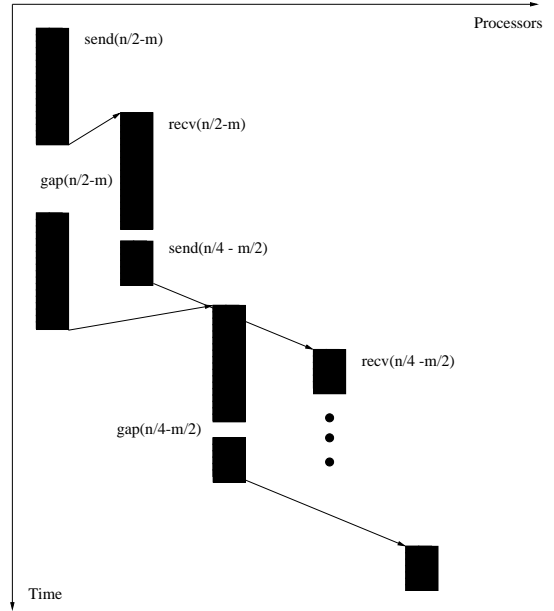 Processors
send(n/2-m)
recv(n/2-m)
gap(n/2-m)
send(n/4 - m/2)
recv(n/4 -m/2)
gap(n/4-m/2)
Time